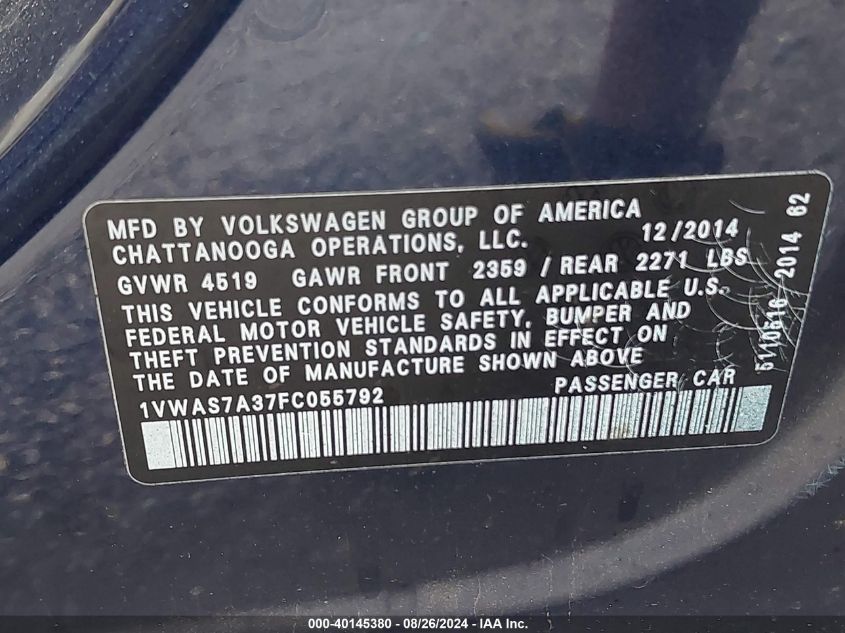 MFD BY VOLKSWAGEN GROUP OF AMERICA
CHATTANOOGA OPERATIONS, LLC. 12/2014
GVWR 4519 GAWR FRONT 2359 / REAR 2271 LBS
THIS VEHICLE CONFORMS TO ALL APPLICABLE U.S.
FEDERAL MOTOR VEHICLE SAFETY, BUMPER AND
THEFT PREVENTION STANDARDS IN EFFECT ON
THE DATE OF MANUFACTURE SHOWN ABOVE
1VWAS7A37FC055792 PASSENGER CAR
5110516 2014 62
000-40145380 - 08/26/2024 - IAA Inc.